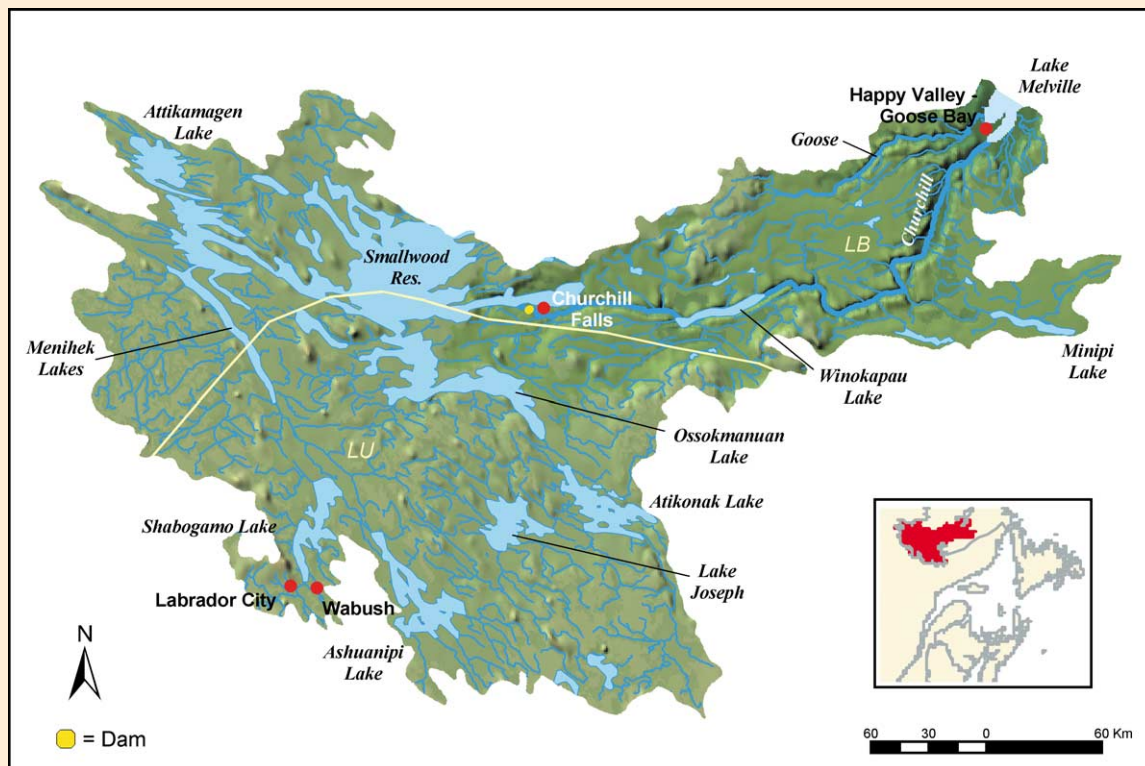 Attikamagen
Lake
Lake
Melville
Happy Valley -
Goose Bay
Goose
Churchill
LB
Smallwood
Res.
Churchill
Falls
Menihek
Lakes
Winokapau
Lake
Minipi
Lake
Ossokmanuan
Lake
LU
Atikonak Lake
Shabogamo Lake
Lake
Joseph
Labrador City
Wabush
Ashuanipi
Lake
N
= Dam
60 30 0 60 Km